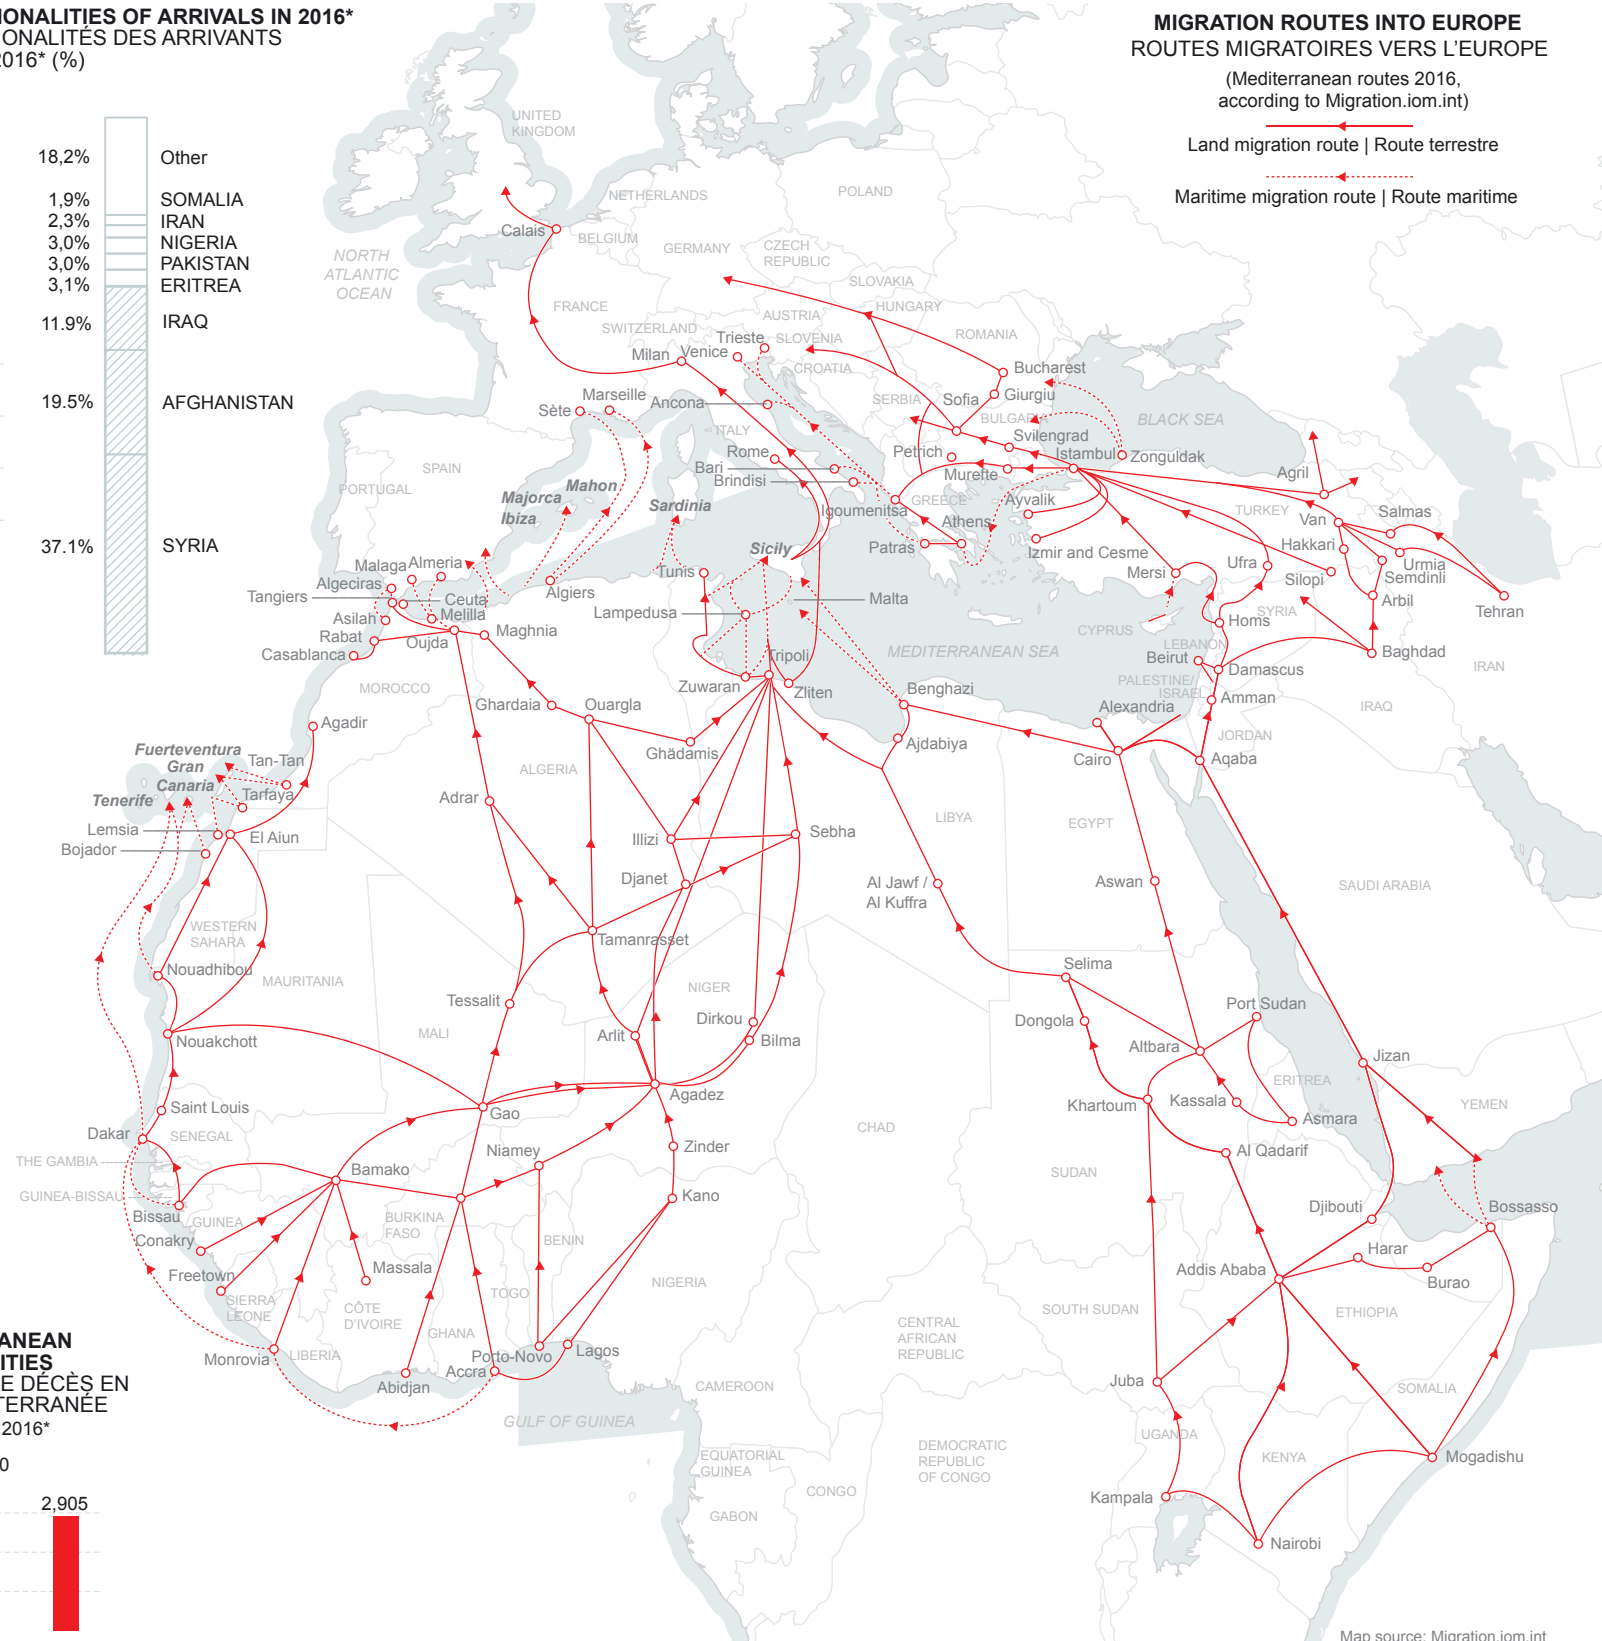 IONALITIES OF ARRIVALS IN 2016*
IONALITÉS DES ARRIVANTS
2016* (%)
18,2% Other
1,9% SOMALIA
2,3% IRAN
3,0% NIGERIA
3,0% PAKISTAN
3,1% ERITREA
11.9% IRAQ
19.5% AFGHANISTAN
37.1% SYRIA
MIGRATION ROUTES INTO EUROPE
ROUTES MIGRATOIRES VERS L'EUROPE
(Mediterranean routes 2016,
according to Migration.iom.int)
Land migration route | Route terrestre
Maritime migration route | Route maritime
UNITED
KINGDOM
NETHERLANDS
POLAND
Calais
BELGIUM
GERMANY
CZECH
REPUBLIC
NORTH
ATLANTIC
OCEAN
SLOVAKIA
FRANCE
HUNGARY
AUSTRIA
SWITZERLAND
ROMANIA
Trieste
SLOVENIA
Milan
Venice
CROATIA
Bucharest
Marseille
Sète
Ancona
SERBIA
Sofia
Giurgiu
BULGARIA
BLACK SEA
ITALY
Svilengrad
Petrich
Istambul
Zonguldak
Rome
Bari
Brindisi
Murefte
Agril
SPAIN
PORTUGAL
Mahon
Majorca
Ibiza
Sardinia
GREECE
Ayvalik
Igoumenitsa
Athens
TURKEY
Van
Salmas
Hakkari
Patras
Izmir and Cesme
Sicily
Urmia
Semdinli
Malaga
Almeria
Algeciras
Tunis
Mersi
Ufra
Silopi
Tangiers
Ceuta
Algiers
Malta
Arbil
Tehran
Asilah
Melilla
Lampedusa
SYRIA
Rabat
Oujda
Maghnia
CYPRUS
Homs
Casablanca
MEDITERRANEAN SEA
LEBANON
Beirut
Baghdad
Tripoli
Damascus
IRAN
MOROCCO
Zuwaran
Zliten
Benghazi
PALESTINE/
ISRAEL
Amman
Ghardaia
Ouargla
Alexandria
IRAQ
Agadir
Ghādamis
Ajdabiya
JORDAN
Cairo
Aqaba
Fuerteventura
Gran
Canaria
Tan-Tan
Tenerife
Tarfaya
ALGERIA
Adrar
Lemsia
El Aiun
Bojador
Illizi
Sebha
LIBYA
EGYPT
Djanet
Al Jawf /
Al Kuffra
Aswan
SAUDI ARABIA
WESTERN
SAHARA
Tamanrasset
Nouadhibou
MAURITANIA
Selima
Tessalit
NIGER
Port Sudan
Dirkou
Dongola
MALI
Nouakchott
Arlit
Bilma
Altbara
Jizan
ERITREA
Agadez
Saint Louis
Gao
Khartoum
Kassala
YEMEN
Asmara
Dakar
SENEGAL
CHAD
THE GAMBIA
Niamey
Zinder
Al Qadarif
Bamako
SUDAN
GUINEA-BISSAU
Kano
Bissau
GUINEA
BURKINA
FASO
Djibouti
Bossasso
Conakry
BENIN
Harar
Freetown
Massala
NIGERIA
Addis Ababa
Burao
SIERRA
LEONE
CÔTE
D'IVOIRE
TOGO
GHANA
SOUTH SUDAN
ETHIOPIA
CENTRAL
AFRICAN
REPUBLIC
Monrovia
LIBERIA
Porto-Novo
Lagos
Accra
Abidjan
CAMEROON
Juba
SOMALIA
GULF OF GUINEA
UGANDA
EQUATORIAL
GUINEA
DEMOCRATIC
REPUBLIC
OF CONGO
KENYA
Mogadishu
CONGO
Kampala
GABON
Nairobi
RANEAN
ITIES
E DÉCÈS EN
TERRANÉE
2016*
0
2,905
Map source: Migration.iom.int